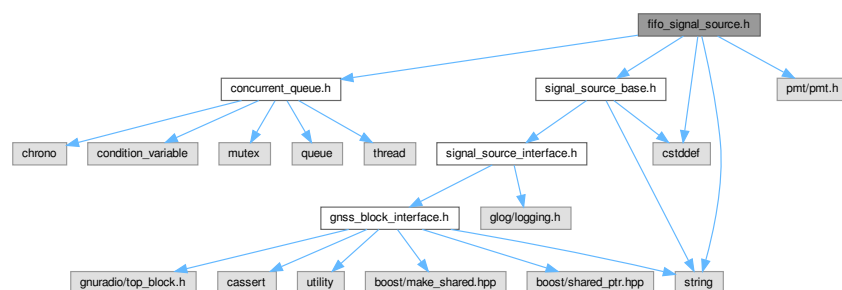 fifo_signal_source.h
concurrent_queue.h
signal_source_base.h
pmt/pmt.h
chrono
condition_variable
mutex
queue
thread
signal_source_interface.h
cstddef
gnss_block_interface.h
glog/logging.h
gnuradio/top_block.h
cassert
utility
boost/make_shared.hpp
boost/shared_ptr.hpp
string